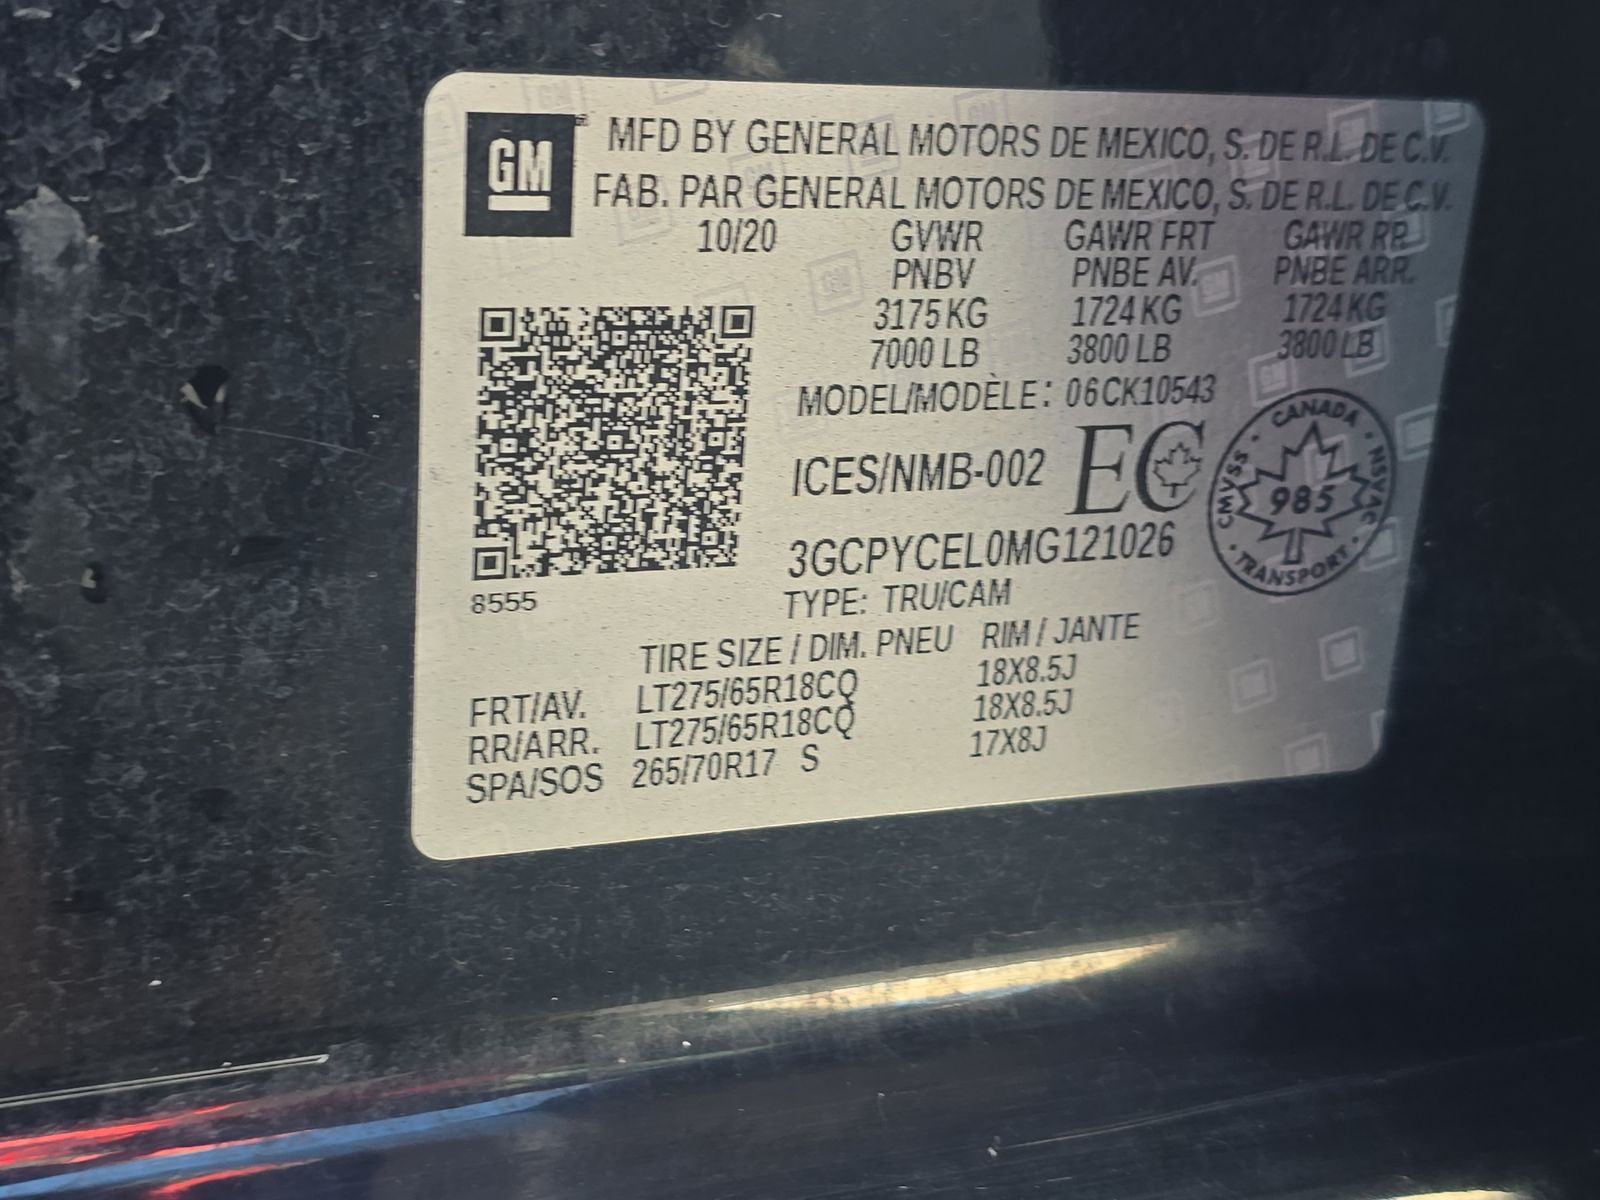 GM
MFD BY GENERAL MOTORS DE MEXICO, S. DE R.L. DE C.V.
FAB. PAR GENERAL MOTORS DE MEXICO, S. DE R.L. DE C.V.
10/20 GVWR GAWR FRT GAWR RR
PNBV PNBE AV. PNBE ARR.
3175 KG 1724 KG 1724 KG
7000 LB 3800 LB 3800 LB
MODEL/MODÈLE: 06CK10543
ICES/NMB-002 EC
CANADA · NSVAC · TRANSPORT · CMVSS ·
985
3GCPYCEL0MG121026
8555
TYPE: TRU/CAM
TIRE SIZE / DIM. PNEU RIM / JANTE
FRT/AV. LT275/65R18CQ 18X8.5J
RR/ARR. LT275/65R18CQ 18X8.5J
SPA/SOS 265/70R17 S 17X8J